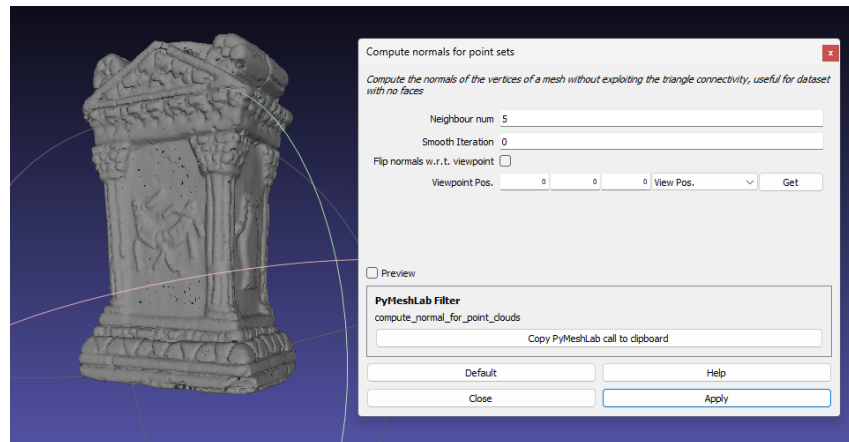 Compute normals for point sets
x
Compute the normals of the vertices of a mesh without exploiting the triangle connectivity, useful for dataset
with no faces
Neighbour num 5
Smooth Iteration 0
Flip normals w.r.t. viewpoint
Viewpoint Pos. 0 0 0 View Pos. Get
Preview
PyMeshLab Filter
compute_normal_for_point_clouds
Copy PyMeshLab call to clipboard
Default Help
Close Apply